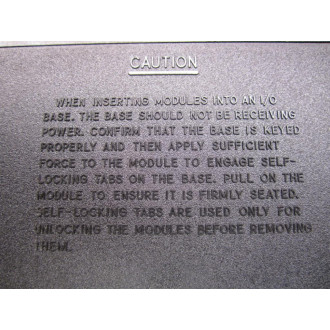 CAUTION
WHEN INSERTING MODULES INTO AN I/O
BASE, THE BASE SHOULD NOT BE RECEIVING
POWER. CONFIRM THAT THE BASE IS KEYED
PROPERLY AND THEN APPLY SUFFICIENT
FORCE TO THE MODULE TO ENGAGE SELF-
LOCKING TABS ON THE BASE. PULL ON THE
MODULE TO ENSURE IT IS FIRMLY SEATED.
SELF-LOCKING TABS ARE USED ONLY FOR
UNLOCKING THE MODULES BEFORE REMOVING
THEM.